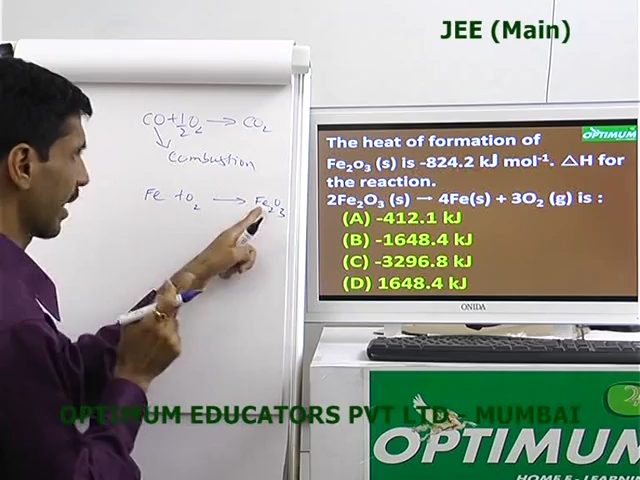 JEE (Main)
CO + 1/2 O₂ → CO₂
Combustion
Fe + O₂ → Fe₂O₃
OPTIMUM
The heat of formation of
Fe₂O₃ (s) is -824.2 kJ mol⁻¹. △H for
the reaction.
2Fe₂O₃ (s) → 4Fe(s) + 3O₂ (g) is :
(A) -412.1 kJ
(B) -1648.4 kJ
(C) -3296.8 kJ
(D) 1648.4 kJ
ONIDA
OPTIMUM EDUCATORS PVT LTD - MUMBAI
OPTIMUM
HOME E - LEARNI